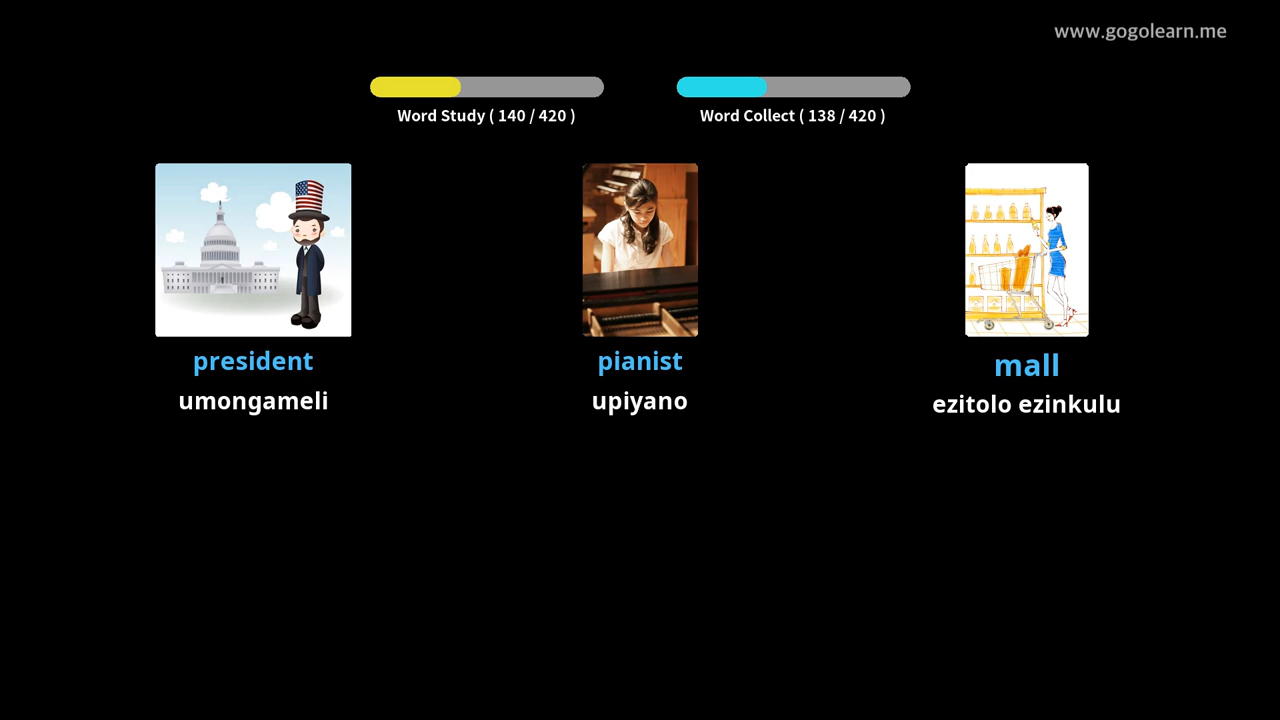 www.gogolearn.me
Word Study ( 140 / 420 )
Word Collect ( 138 / 420 )
president
pianist
mall
umongameli
upiyano
ezitolo ezinkulu